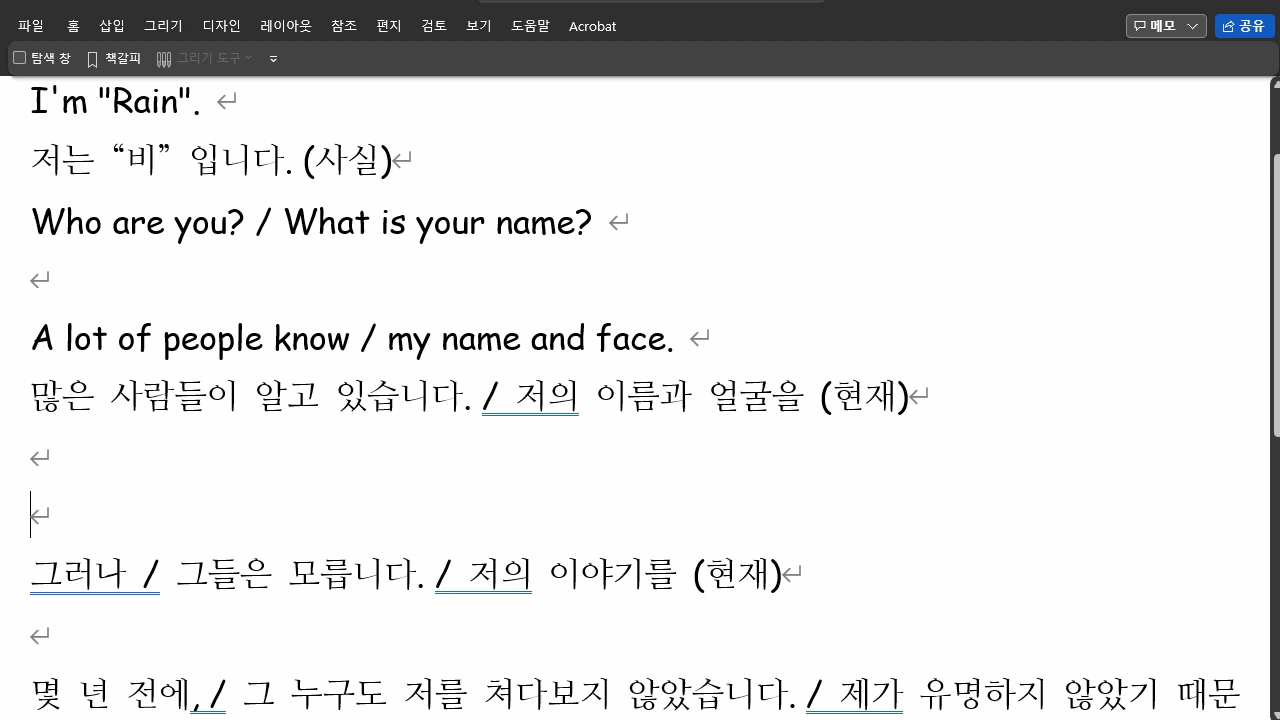 파일 홈 삽입 그리기 디자인 레이아웃 참조 편지 검토 보기 도움말 Acrobat 메모 공유
탐색 창 책갈피 그리기 도구
I'm "Rain".
저는 “비” 입니다. (사실)
Who are you? / What is your name?
A lot of people know / my name and face.
많은 사람들이 알고 있습니다. / 저의 이름과 얼굴을 (현재)
그러나 / 그들은 모릅니다. / 저의 이야기를 (현재)
몇 년 전에, / 그 누구도 저를 쳐다보지 않았습니다. / 제가 유명하지 않았기 때문